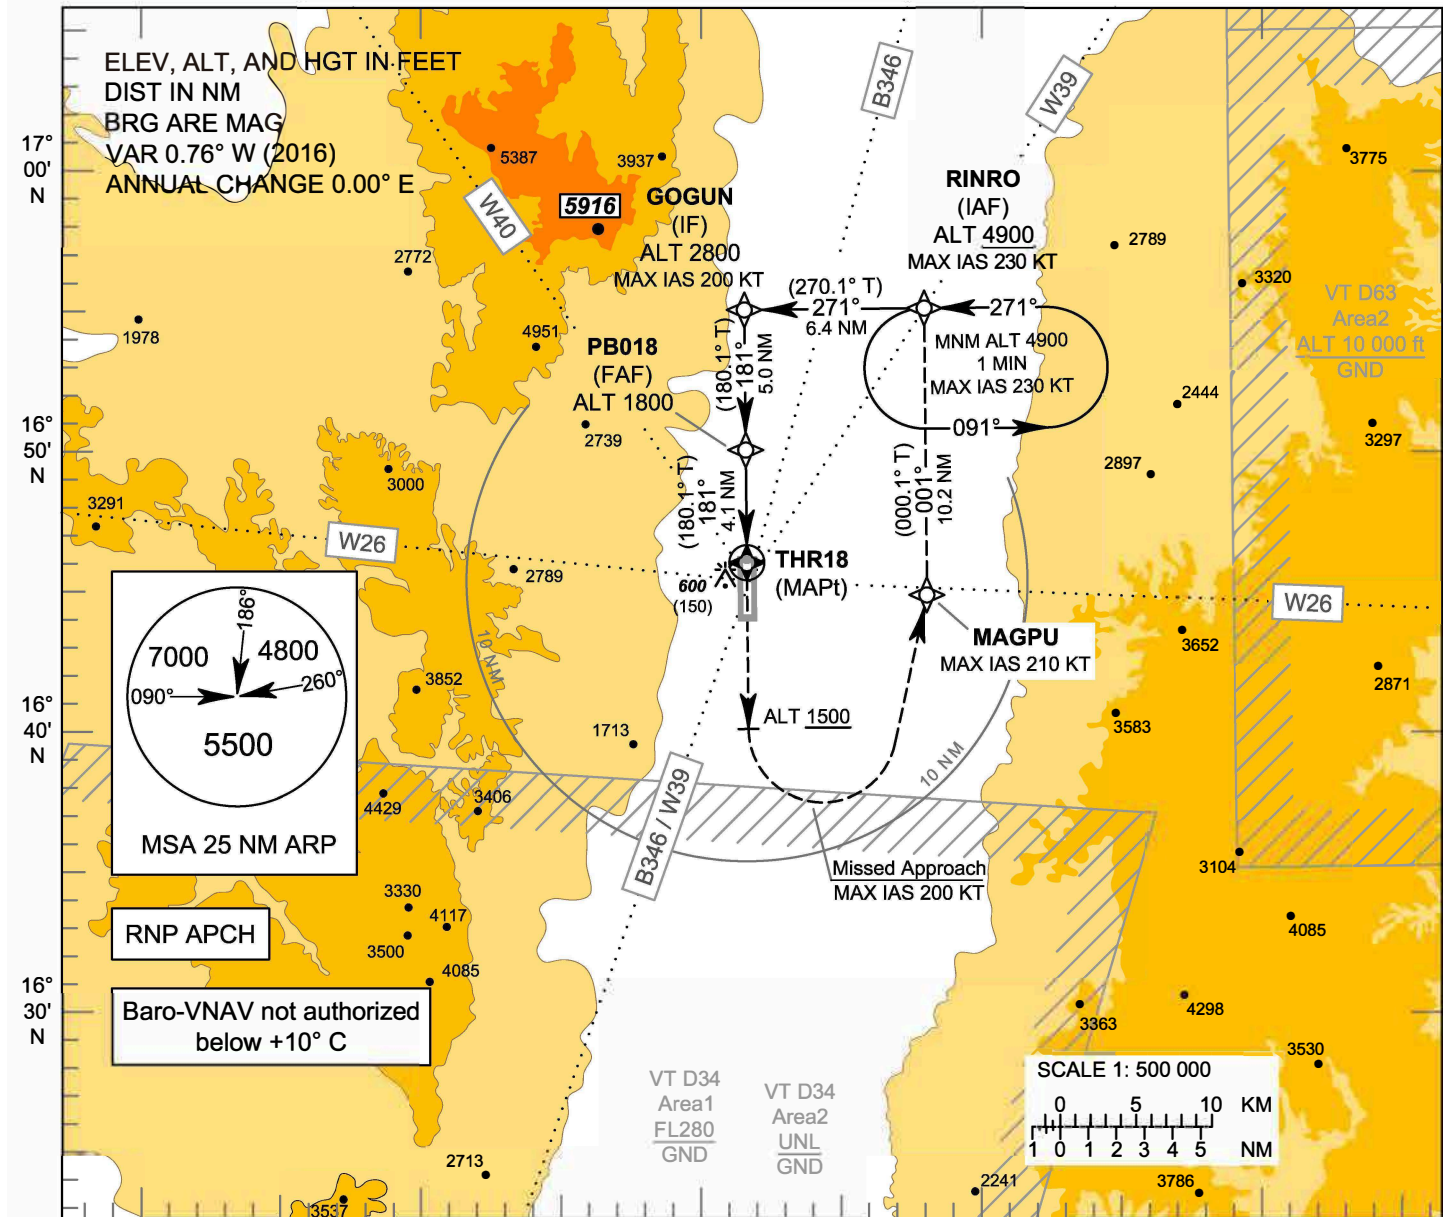 ELEV, ALT, AND HGT IN FEET
DIST IN NM
BRG ARE MAG
VAR 0.76° W (2016)
ANNUAL CHANGE 0.00° E
17°
00'
N
16°
50'
N
16°
40'
N
16°
30'
N
5387
3937
5916
W40
2772
1978
4951
GOGUN
(IF)
ALT 2800
MAX IAS 200 KT
B346
W39
RINRO
(IAF)
ALT 4900
MAX IAS 230 KT
2789
3775
3320
VT D63
Area2
ALT 10 000 ft
GND
(270.1° T)
271°
6.4 NM
271°
MNM ALT 4900
1 MIN
MAX IAS 230 KT
091°
PB018
(FAF)
ALT 1800
(180.1° T)
181°
5.0 NM
2739
2444
3297
2897
3000
3291
(180.1° T)
181°
4.1 NM
(000.1° T)
001°
10.2 NM
W26
2789
600
(150)
THR18
(MAPt)
W26
MAGPU
MAX IAS 210 KT
3652
2871
186°
7000
4800
090°
260°
5500
MSA 25 NM ARP
10 NM
3852
1713
ALT 1500
3583
10 NM
4429
3406
B346 / W39
Missed Approach
MAX IAS 200 KT
3104
3330
4117
3500
4085
4085
RNP APCH
Baro-VNAV not authorized
below +10° C
3363
4298
3530
VT D34
Area1
FL280
GND
VT D34
Area2
UNL
GND
SCALE 1: 500 000
0 5 10 KM
1 0 1 2 3 4 5 NM
2713
3537
2241
3786